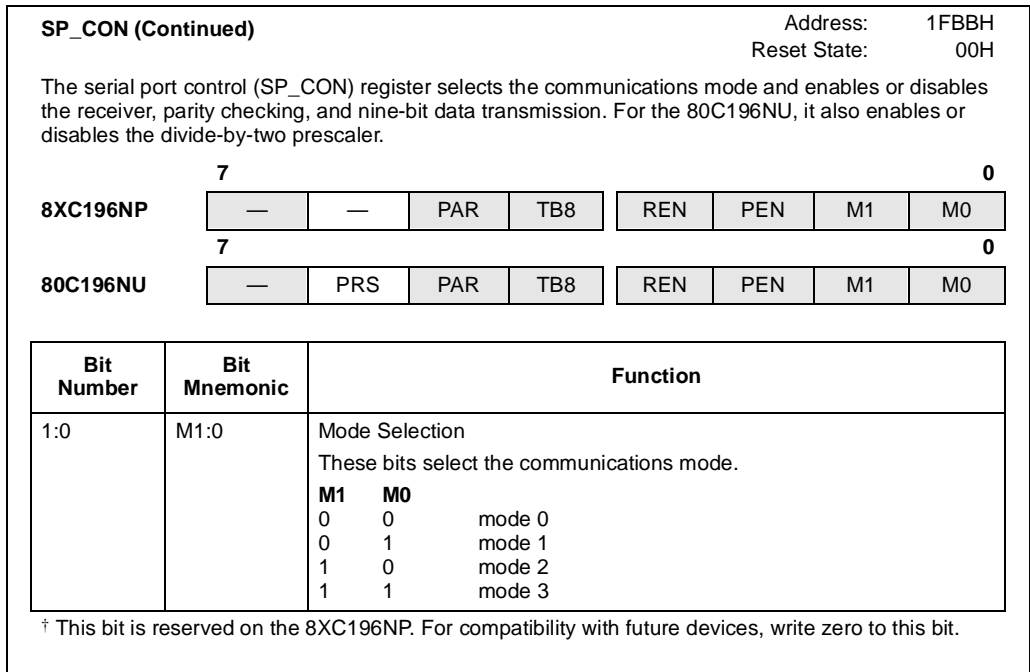 SP_CON (Continued) Address: 1FBBH
Reset State: 00H
The serial port control (SP_CON) register selects the communications mode and enables or disables
the receiver, parity checking, and nine-bit data transmission. For the 80C196NU, it also enables or
disables the divide-by-two prescaler.
7 0
8XC196NP — — PAR TB8 REN PEN M1 M0
7 0
80C196NU — PRS PAR TB8 REN PEN M1 M0
Bit Number Bit Mnemonic Function
1:0 M1:0 Mode Selection
These bits select the communications mode.
M1 M0
0 0 mode 0
0 1 mode 1
1 0 mode 2
1 1 mode 3
† This bit is reserved on the 8XC196NP. For compatibility with future devices, write zero to this bit.